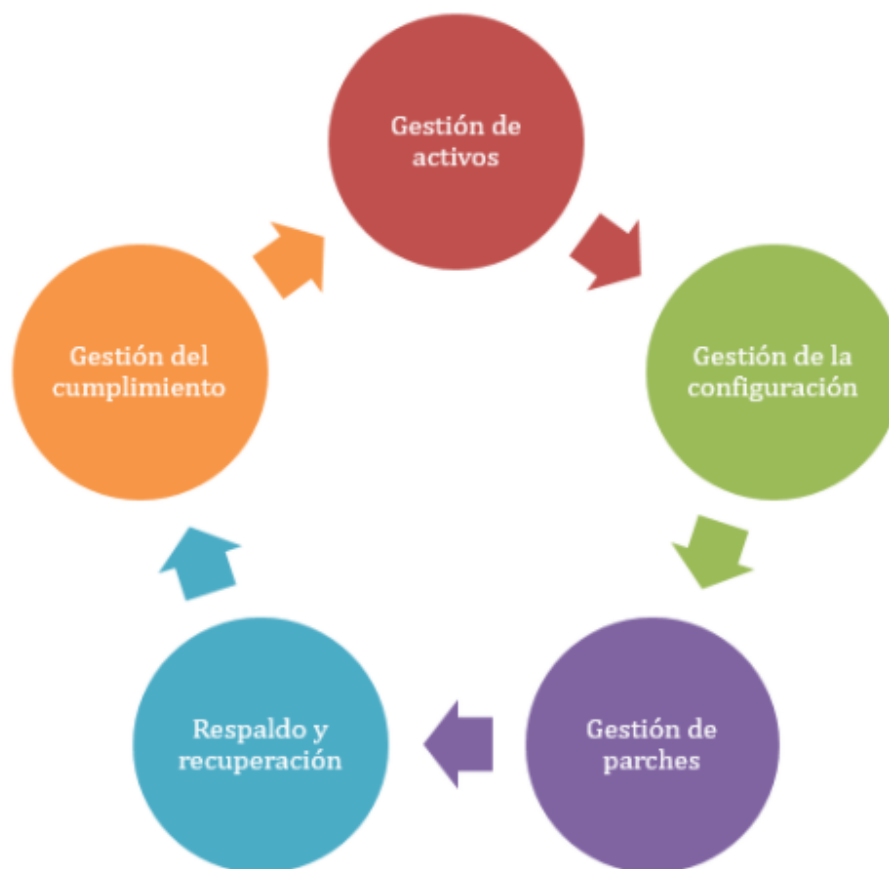 Gestión de
activos
Gestión de la
configuración
Gestión de
parches
Respaldo y
recuperación
Gestión del
cumplimiento